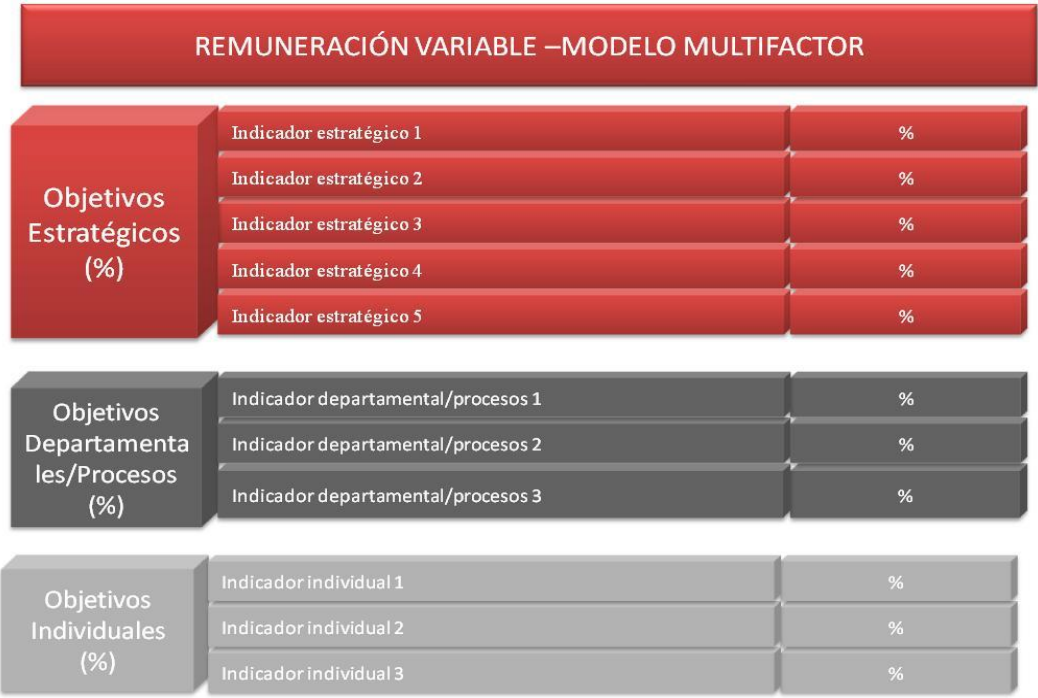 REMUNERACIÓN VARIABLE –MODELO MULTIFACTOR
Objetivos
Estratégicos
(%)
Indicador estratégico 1 %
Indicador estratégico 2 %
Indicador estratégico 3 %
Indicador estratégico 4 %
Indicador estratégico 5 %
Objetivos
Departamenta
les/Procesos
(%)
Indicador departamental/procesos 1 %
Indicador departamental/procesos 2 %
Indicador departamental/procesos 3 %
Objetivos
Individuales
(%)
Indicador individual 1 %
Indicador individual 2 %
Indicador individual 3 %